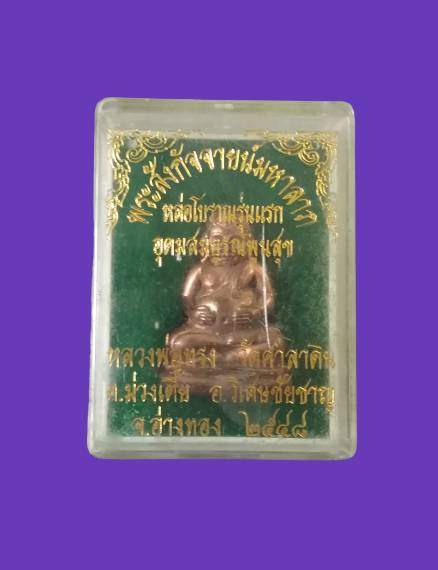 พระสังกัจจายน์มหาลาภ
หล่อโบราณรุ่นแรก
อุดมสมบูรณ์พูนสุข
หลวงพ่อทรง วัดศาลาดิน
ต.ม่วงเตี้ย อ.วิเศษชัยชาญ
จ.อ่างทอง ๒๕๔๘